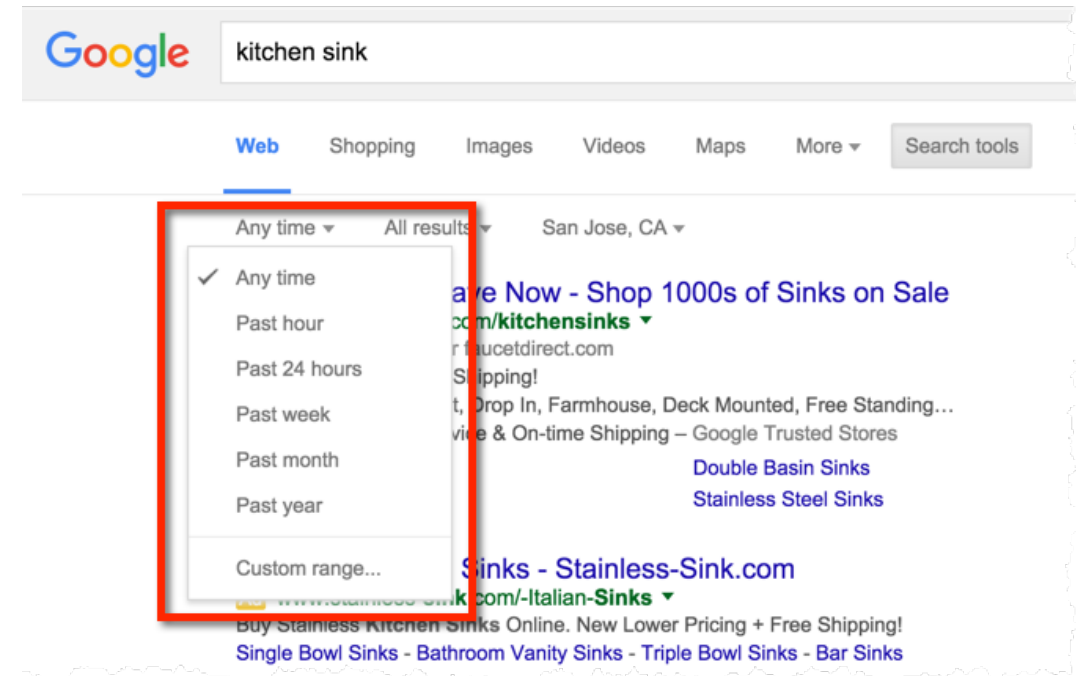 Google kitchen sink
Web Shopping Images Videos Maps More Search tools
Any time All results San Jose, CA
Any time
Past hour
Past 24 hours
Past week
Past month
Past year
Custom range...
Now - Shop 1000s of Sinks on Sale
/kitchensinks
faucetdirect.com
Shipping!
Drop In, Farmhouse, Deck Mounted, Free Standing...
& On-time Shipping – Google Trusted Stores
Double Basin Sinks
Stainless Steel Sinks
Sinks - Stainless-Sink.com
com/-Italian-Sinks
Buy Stainless Kitchen Sinks Online. New Lower Pricing + Free Shipping!
Single Bowl Sinks - Bathroom Vanity Sinks - Triple Bowl Sinks - Bar Sinks